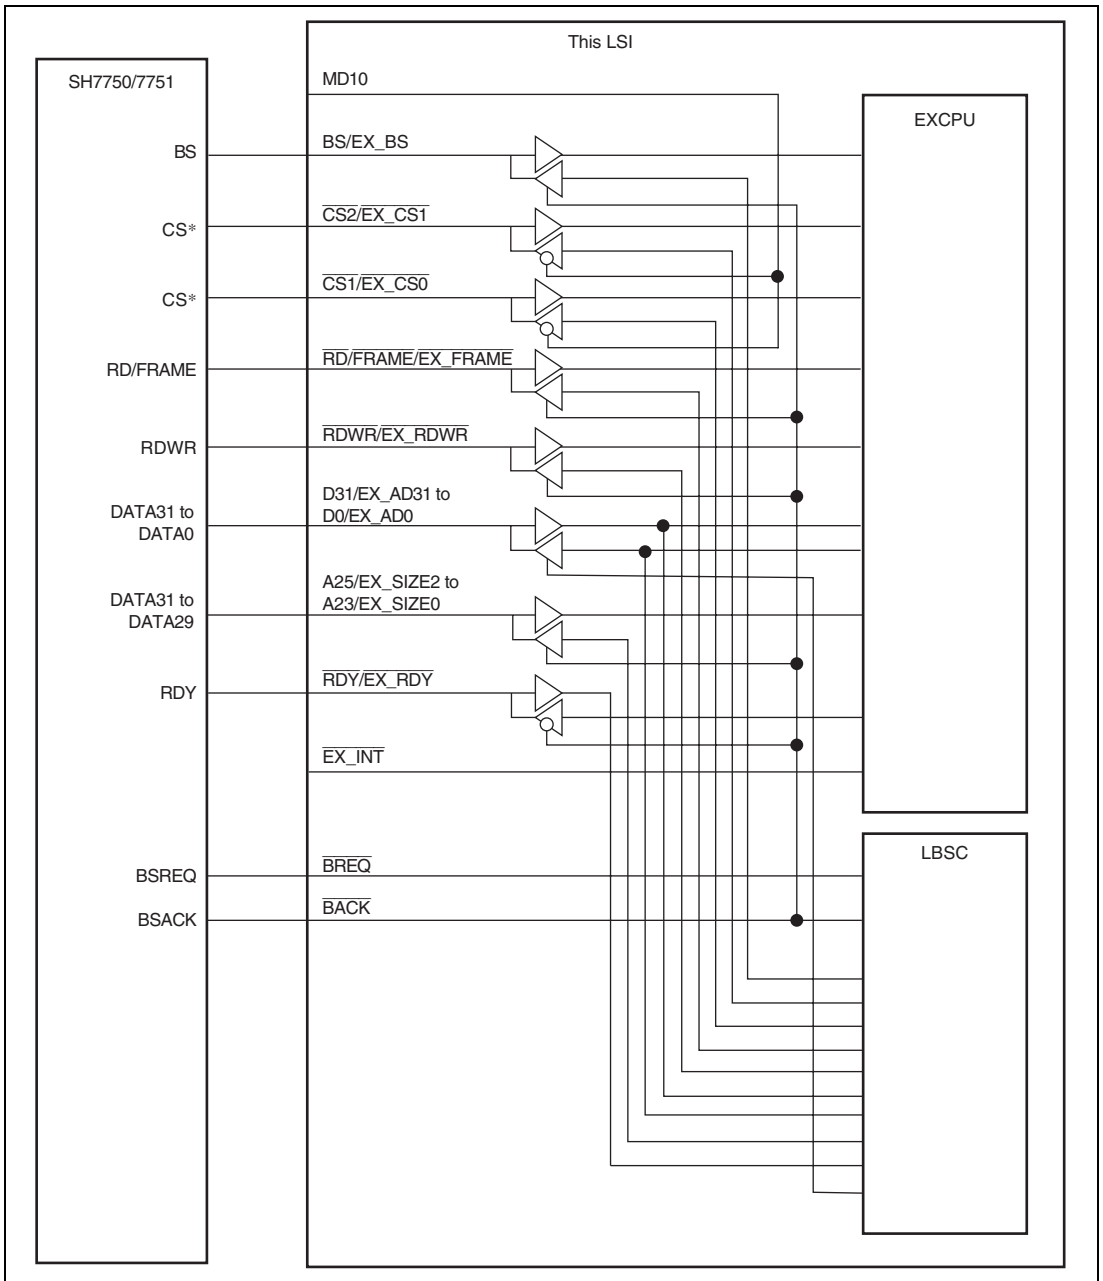 This LSI
SH7750/7751
MD10
EXCPU
BS
BS/EX_BS
CS*
CS2/EX_CS1
CS*
CS1/EX_CS0
RD/FRAME
RD/FRAME/EX_FRAME
RDWR
RDWR/EX_RDWR
DATA31 to
DATA0
D31/EX_AD31 to
D0/EX_AD0
DATA31 to
DATA29
A25/EX_SIZE2 to
A23/EX_SIZE0
RDY
RDY/EX_RDY
EX_INT
LBSC
BSREQ
BREQ
BSACK
BACK